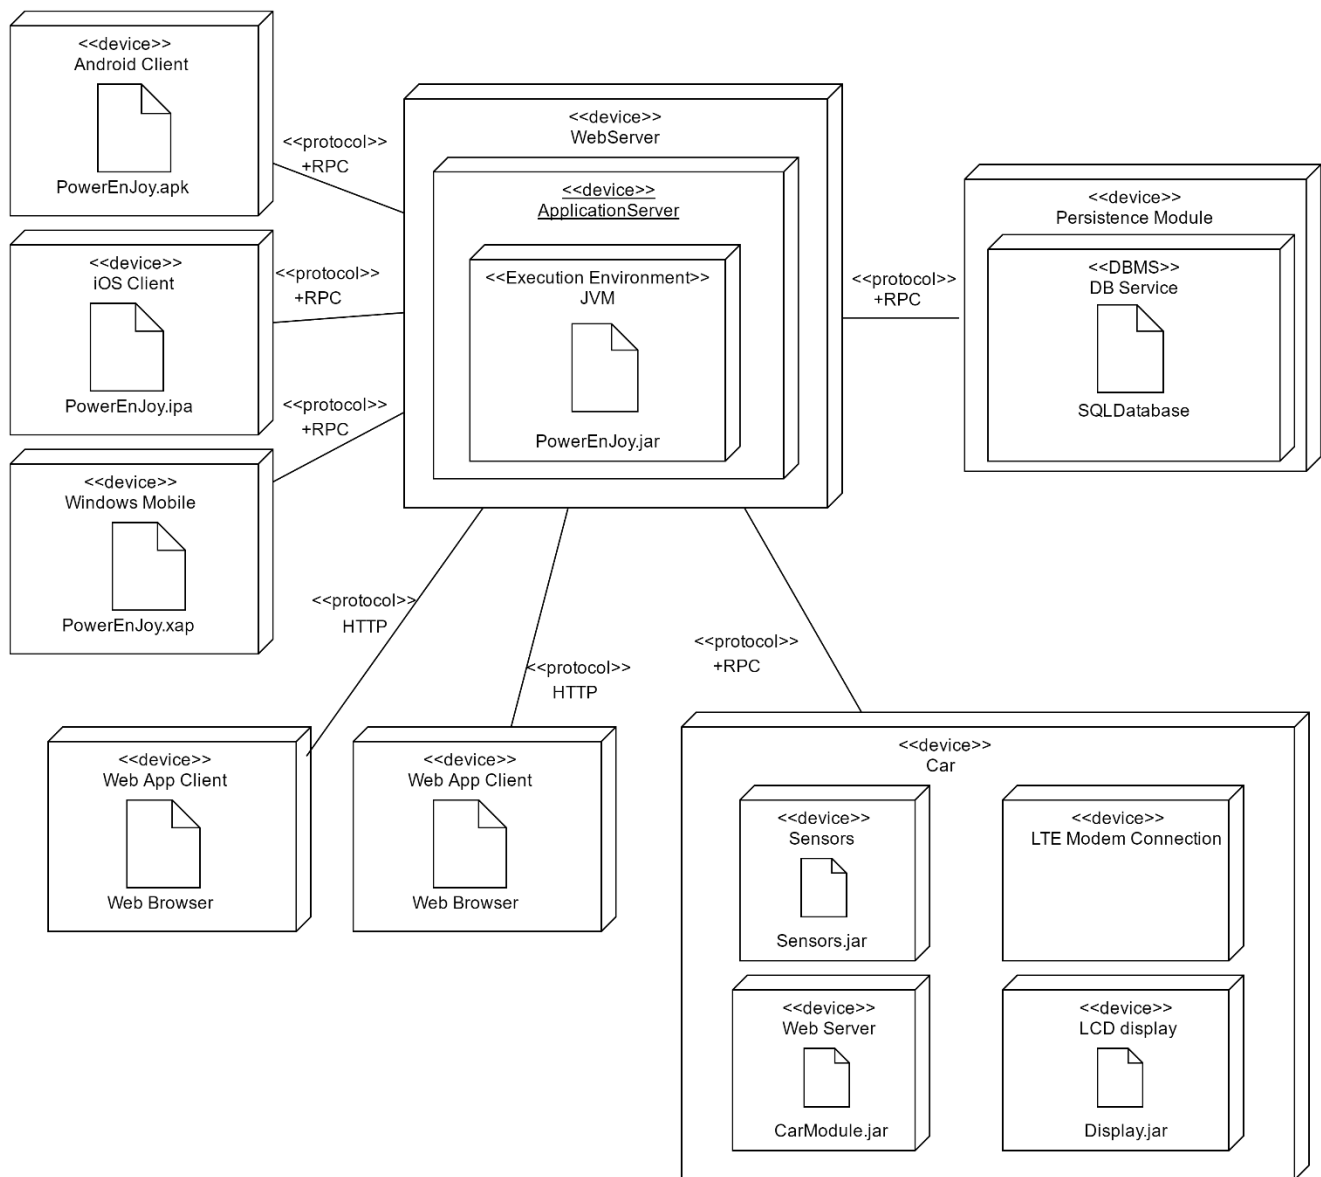 <<device>>
Android Client
PowerEnJoy.apk
<<protocol>>
+RPC
<<device>>
iOS Client
PowerEnJoy.ipa
<<protocol>>
+RPC
<<device>>
Windows Mobile
PowerEnJoy.xap
<<protocol>>
+RPC
<<device>>
WebServer
<<device>>
ApplicationServer
<<Execution Environment>>
JVM
PowerEnJoy.jar
<<protocol>>
+RPC
<<device>>
Persistence Module
<<DBMS>>
DB Service
SQLDatabase
<<protocol>>
HTTP
<<protocol>>
HTTP
<<protocol>>
+RPC
<<device>>
Web App Client
Web Browser
<<device>>
Web App Client
Web Browser
<<device>>
Car
<<device>>
Sensors
Sensors.jar
<<device>>
LTE Modem Connection
<<device>>
Web Server
CarModule.jar
<<device>>
LCD display
Display.jar